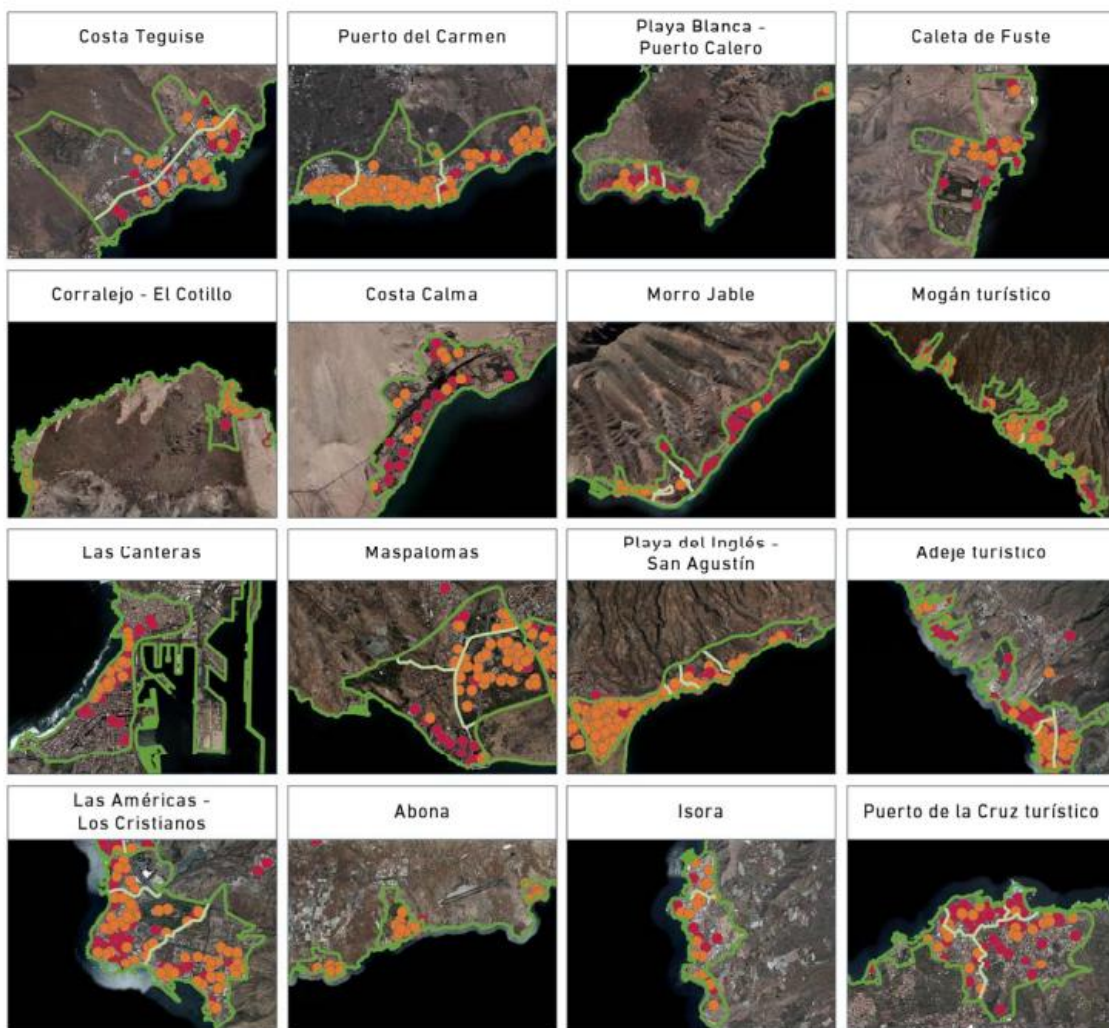 Costa Teguise
Puerto del Carmen
Playa Blanca -
Puerto Calero
Caleta de Fuste
Corralejo - El Cotillo
Costa Calma
Morro Jable
Mogán turístico
Las Canteras
Maspalomas
Playa del Inglés -
San Agustín
Adeje turístico
Las Américas -
Los Cristianos
Abona
Isora
Puerto de la Cruz turístico